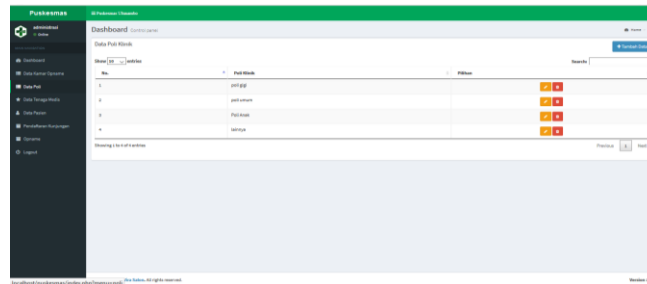 Puskesmas
Puskesmas Cimandu
administrasi
Online
Dashboard Control panel
Home
Dashboard
Data Poli Klinik
Tambah Data
Data Kamar Opname
Show 10 entries
Search:
Data Poli
No.
Poli Klinik
Pilihan
Data Tenaga Medis
1
poli gigi
Data Pasien
2
poli umum
Pendaftaran Kunjungan
3
Poli Anak
Opname
4
lainnya
Logout
Showing 1 to 4 of 4 entries
Previous 1 Next
All rights reserved.
Version